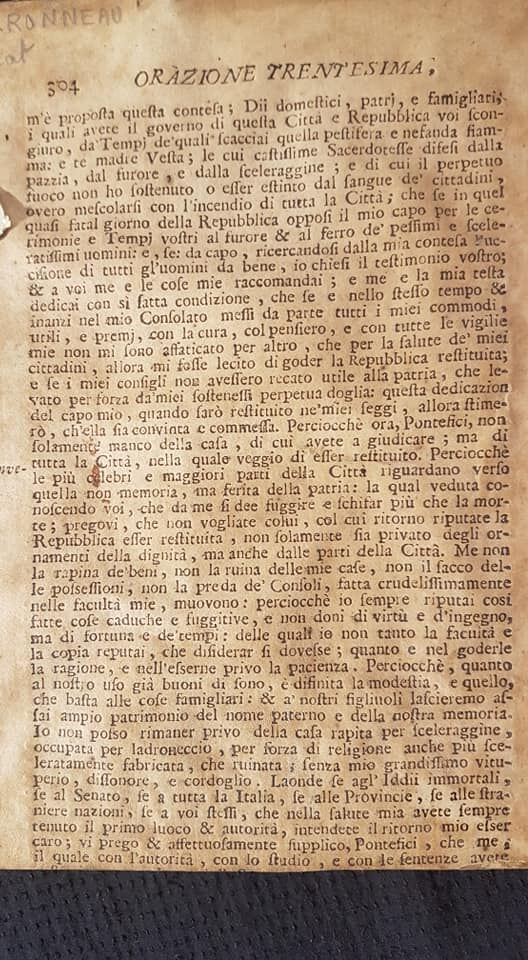 RONNEAU
at
304 ORAZIONE TRENTESIMA,
m'è proposta questa contesa; Dii domestici, patrj, e famigliari;
i quali avete il governo di questa Città e Repubblica voi scon-
giuro, da' Tempj de' quali scacciai quella pestifera e nefanda fiam-
ma: e te madre Vesta; le cui castissime Sacerdotesse difesi dalla
pazzia, dal furore, e dalla sceleraggine; e di cui il perpetuo
fuoco non ho sostenuto o esser estinto dal sangue de' cittadini,
overo mescolarsi con l'incendio di tutta la Città; che se in quel
quasi fatal giorno della Repubblica opposi il mio capo per le ce-
rimonie e Tempj vostri al furore & al ferro de' pessimi e scele-
ratissimi uomini: e, se: da capo, ricercandosi dalla mia contesa l'uc-
cisione di tutti gl'uomini da bene, io chiesi il testimonio vostro;
& a voi me e le cose mie raccomandai; e me e la mia testa
dedicai con sì fatta condizione, che se e nello stesso tempo &
inanzi nel mio Consolato messi da parte tutti i miei commodi,
utili, e premj, con la cura, col pensiero, e con tutte le vigilie
mie non mi sono affaticato per altro, che per la salute de' miei
cittadini, allora mi fosse lecito di goder la Repubblica restituita;
e se i miei consigli non avessero recato utile alla patria, che le-
vato per forza da' miei sostenessi perpetua doglia: questa dedicazion
del capo mio, quando sarò restituito ne' miei seggi, allora stime-
rò, ch'ella sia convinta e commessa. Perciocchè ora, Pontefici, non
solamente manco della casa, di cui avete a giudicare; ma di
nve- tutta la Città, nella quale veggio di esser restituito. Perciocchè
le più celebri e maggiori parti della Città riguardano verso
quella non memoria, ma ferita della patria: la qual veduta co-
noscendo voi, che da me si dee fuggire e schifar più che la mor-
te; pregovi, che non vogliate colui, col cui ritorno riputate la
Repubblica esser restituita, non solamente sia privato degli or-
namenti della dignità, ma anche dalle parti della Città. Me non
la rapina de' beni, non la ruina delle mie case, non il sacco del-
le possessioni, non la preda de' Consoli, fatta crudelissimamente
nelle facultà mie, muovono: perciocchè io sempre riputai così
fatte cose caduche e fuggitive, e non doni di virtù e d'ingegno,
ma di fortuna e de' tempi: delle quali io non tanto la facultà e
la copia reputai, che disiderar si dovesse; quanto e nel goderle
la ragione, e nell'esserne privo la pacienza. Perciocchè, quanto
al nostro uso già buoni di sono, è difinita la modestia, e quello,
che basta alle cose famigliari: & a' nostri figliuoli lascieremo as-
sai ampio patrimonio del nome paterno e della nostra memoria.
Io non posso rimaner privo della casa rapita per sceleraggine,
occupata per ladroneccio, per forza di religione anche più sce-
leratamente fabricata, che ruinata; senza mio grandissimo vitu-
perio, dissonore, e cordoglio. Laonde se agl'Iddii immortali,
se al Senato, se a tutta la Italia, se alle Provincie, se alle stra-
niere nazioni, se a voi stessi, che nella salute mia avete sempre
tenuto il primo luoco & autorità, intendete il ritorno mio esser
caro; vi prego & affettuosamente supplico, Pontefici, che me,
il quale con l'autorità, con lo studio, e con le sentenze avete